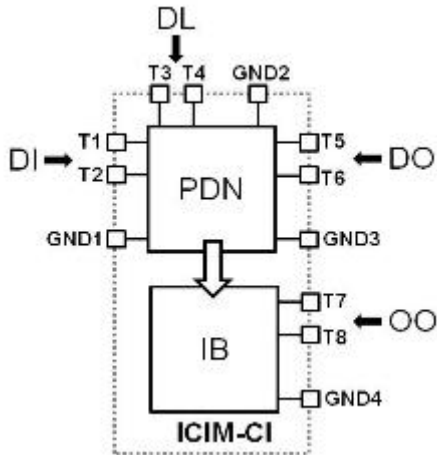 DL
T3 T4 GND2
T1 T5
DI PDN DO
T2 T6
GND1 GND3
T7
IB OO
T8
GND4
ICIM-CI